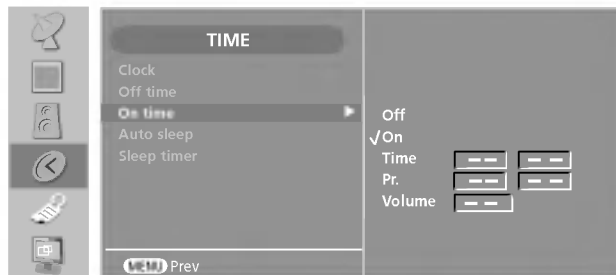 TIME
Clock
Off time
On time
Auto sleep
Sleep timer
Off
√On
Time -- --
Pr. -- --
Volume --
MENU Prev